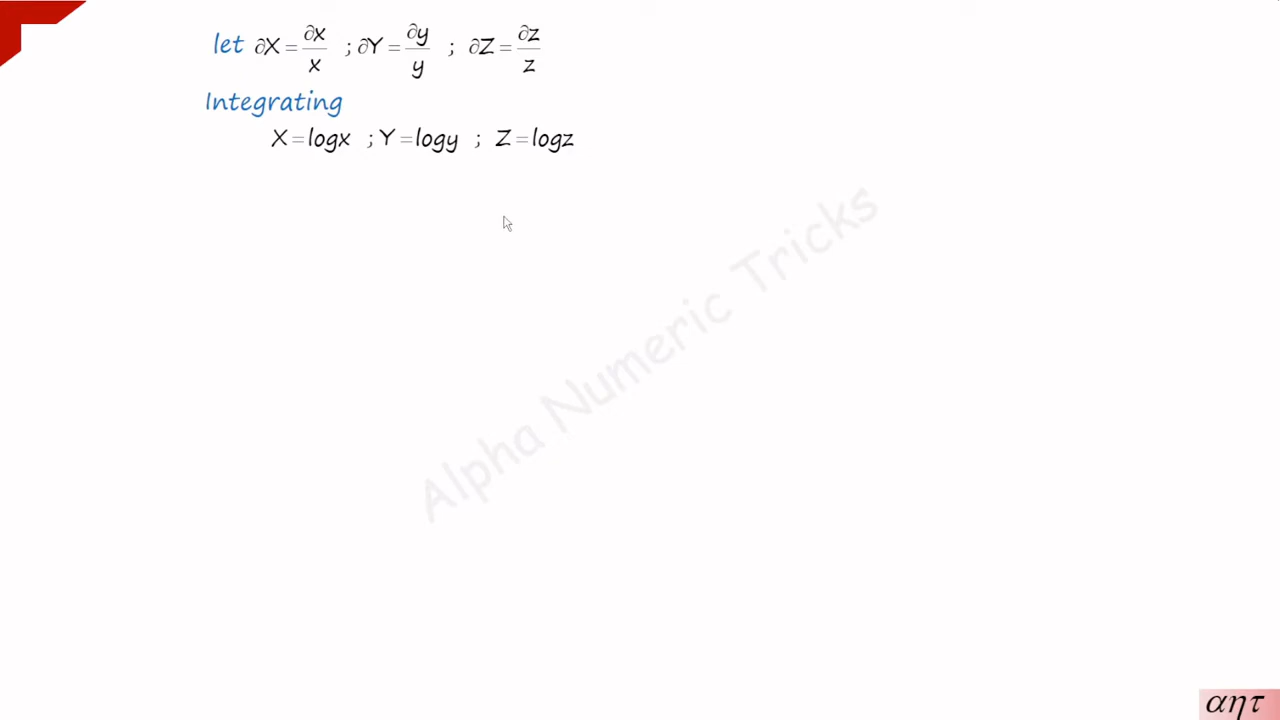 let ∂X = ∂x/x ; ∂Y = ∂y/y ; ∂Z = ∂z/z
Integrating
X = logx ; Y = logy ; Z = logz
Alpha Numeric Tricks
αητ